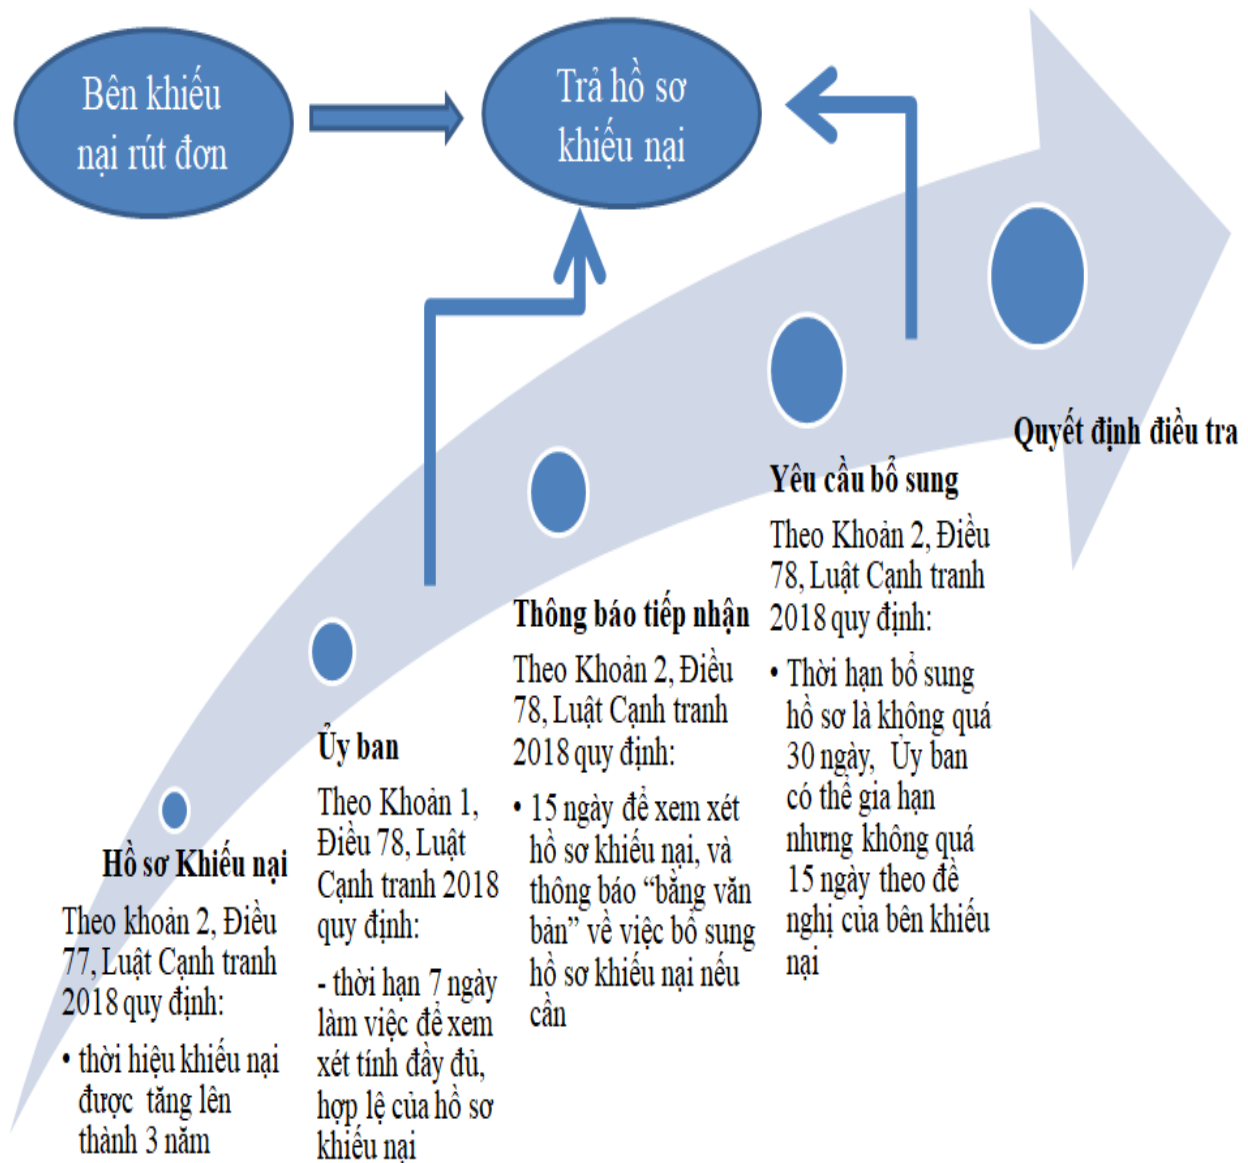 Bên khiếu
nại rút đơn
Trả hồ sơ
khiếu nại
Hồ sơ Khiếu nại
Theo khoản 2, Điều
77, Luật Cạnh tranh
2018 quy định:
• thời hiệu khiếu nại
được tăng lên
thành 3 năm
Ủy ban
Theo Khoản 1,
Điều 78, Luật
Cạnh tranh 2018
quy định:
- thời hạn 7 ngày
làm việc để xem
xét tính đầy đủ,
hợp lệ của hồ sơ
khiếu nại
Thông báo tiếp nhận
Theo Khoản 2, Điều
78, Luật Cạnh tranh
2018 quy định:
• 15 ngày để xem xét
hồ sơ khiếu nại, và
thông báo “bằng văn
bản” về việc bổ sung
hồ sơ khiếu nại nếu
cần
Yêu cầu bổ sung
Theo Khoản 2, Điều
78, Luật Cạnh tranh
2018 quy định:
• Thời hạn bổ sung
hồ sơ là không quá
30 ngày, Ủy ban
có thể gia hạn
nhưng không quá
15 ngày theo đề
nghị của bên khiếu
nại
Quyết định điều tra